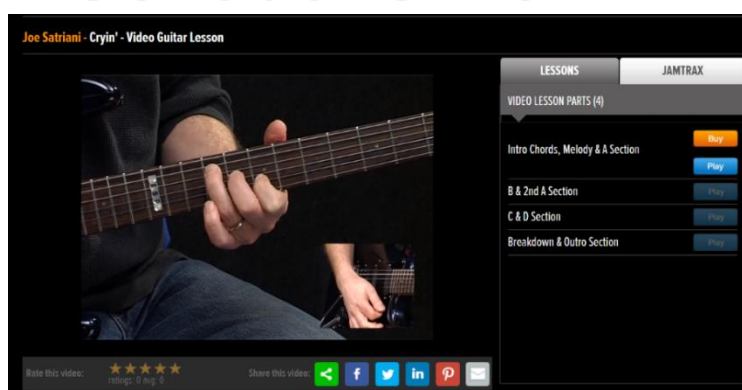 Joe Satriani - Cryin' - Video Guitar Lesson
LESSONS
JAMTRAX
VIDEO LESSON PARTS (4)
Intro Chords, Melody & A Section
Buy
Play
B & 2nd A Section
Play
C & D Section
Play
Breakdown & Outro Section
Play
Rate this video:
ratings: 0 avg: 0
Share this video:
f
in